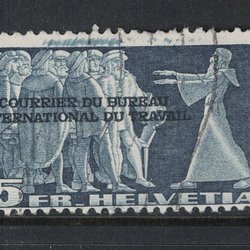 COURRIER DU BUREAU
INTERNATIONAL DU TRAVAIL
5 FR. HELVETIA